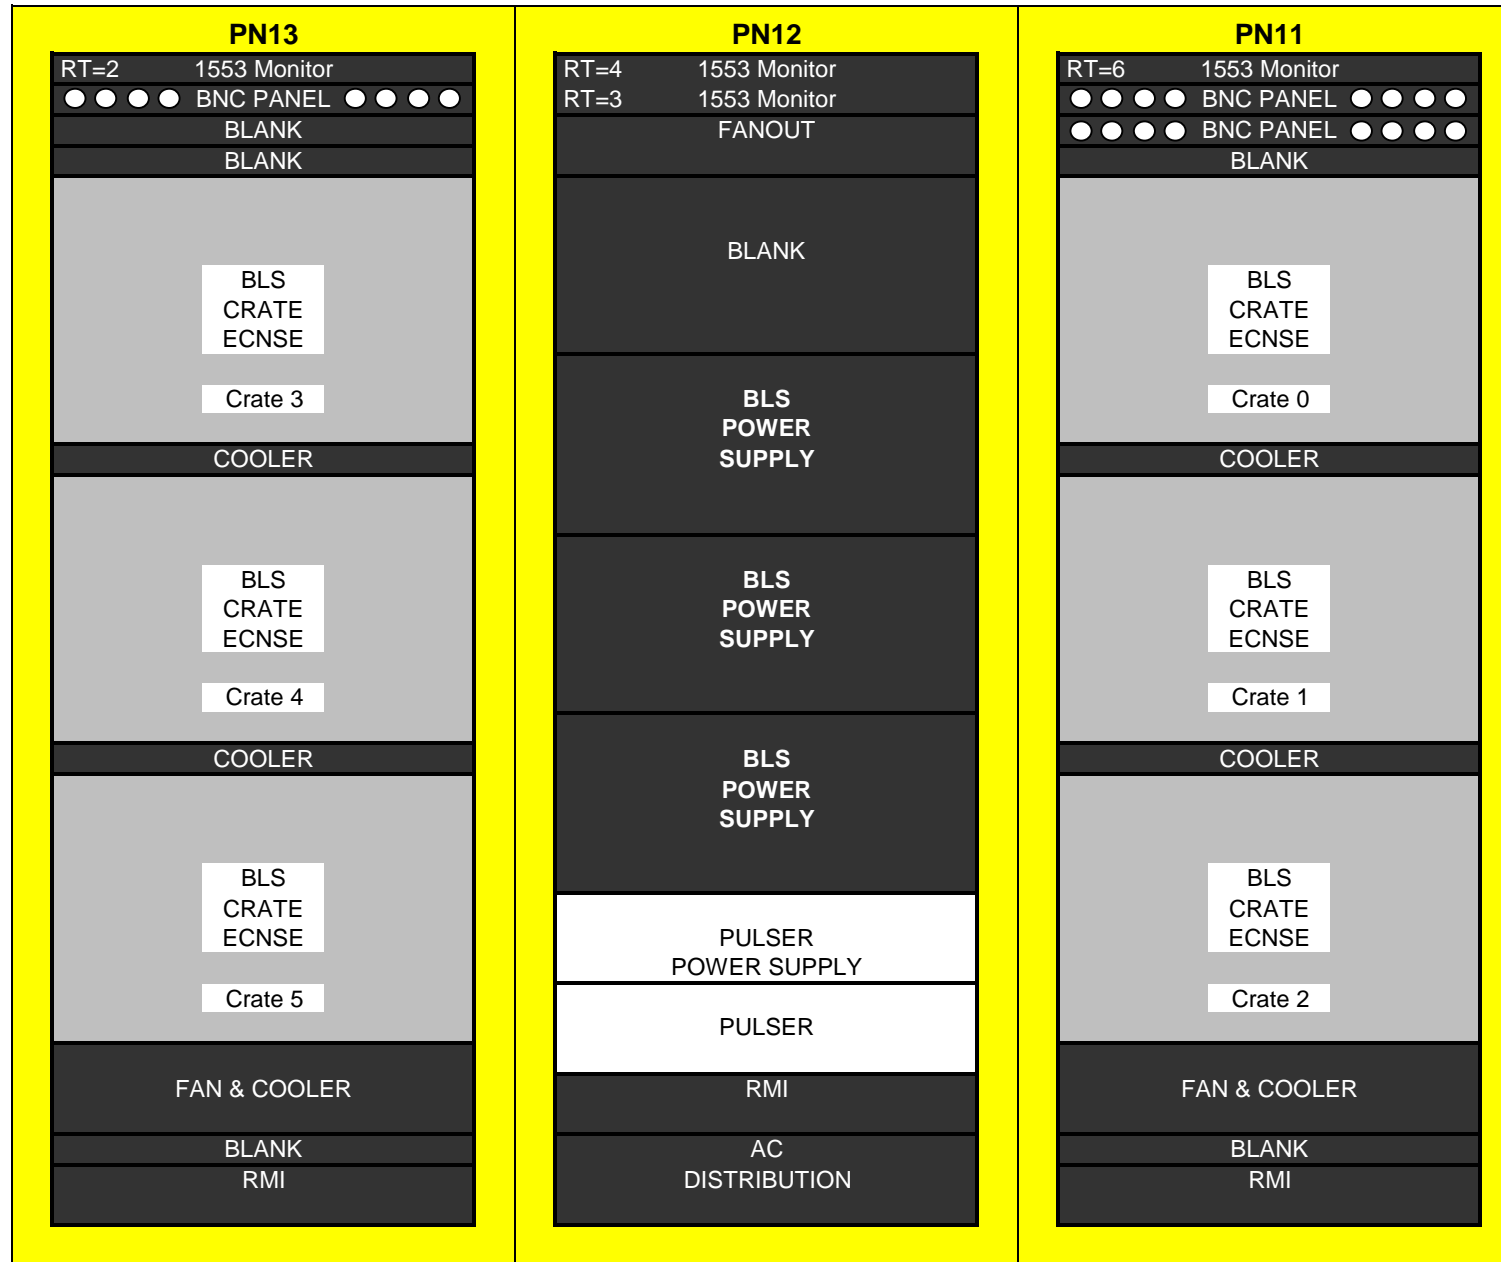 PN13
RT=2 1553 Monitor
BNC PANEL
BLANK
BLANK
BLS
CRATE
ECNSE
Crate 3
COOLER
BLS
CRATE
ECNSE
Crate 4
COOLER
BLS
CRATE
ECNSE
Crate 5
FAN & COOLER
BLANK
RMI
PN12
RT=4 1553 Monitor
RT=3 1553 Monitor
FANOUT
BLANK
BLS
POWER
SUPPLY
BLS
POWER
SUPPLY
BLS
POWER
SUPPLY
PULSER
POWER SUPPLY
PULSER
RMI
AC
DISTRIBUTION
PN11
RT=6 1553 Monitor
BNC PANEL
BNC PANEL
BLANK
BLS
CRATE
ECNSE
Crate 0
COOLER
BLS
CRATE
ECNSE
Crate 1
COOLER
BLS
CRATE
ECNSE
Crate 2
FAN & COOLER
BLANK
RMI